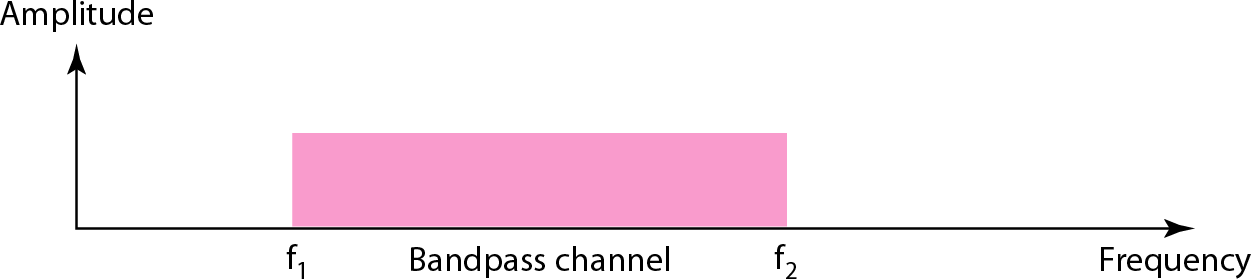 Amplitude
f₁
Bandpass channel
f₂
Frequency